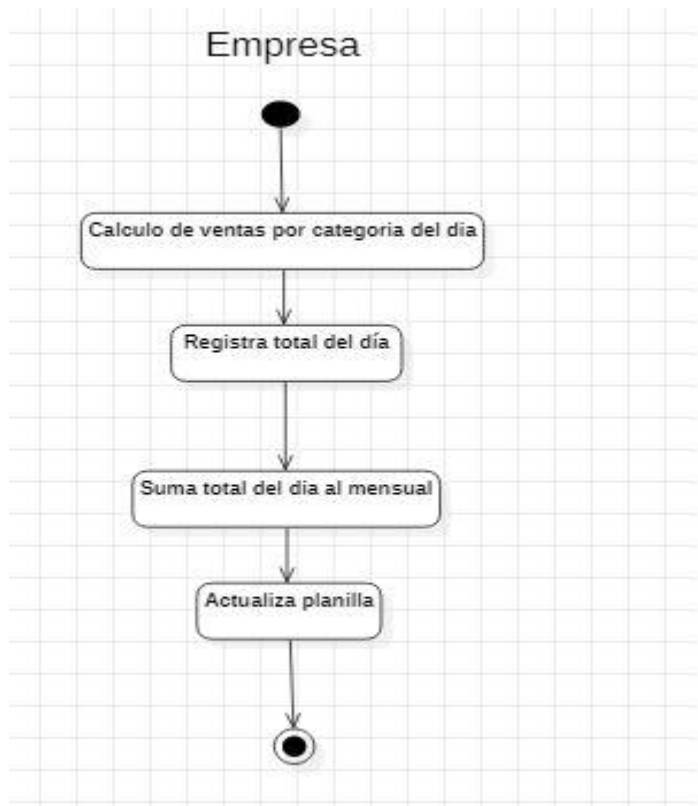 Empresa
Calculo de ventas por categoria del dia
Registra total del día
Suma total del dia al mensual
Actualiza planilla